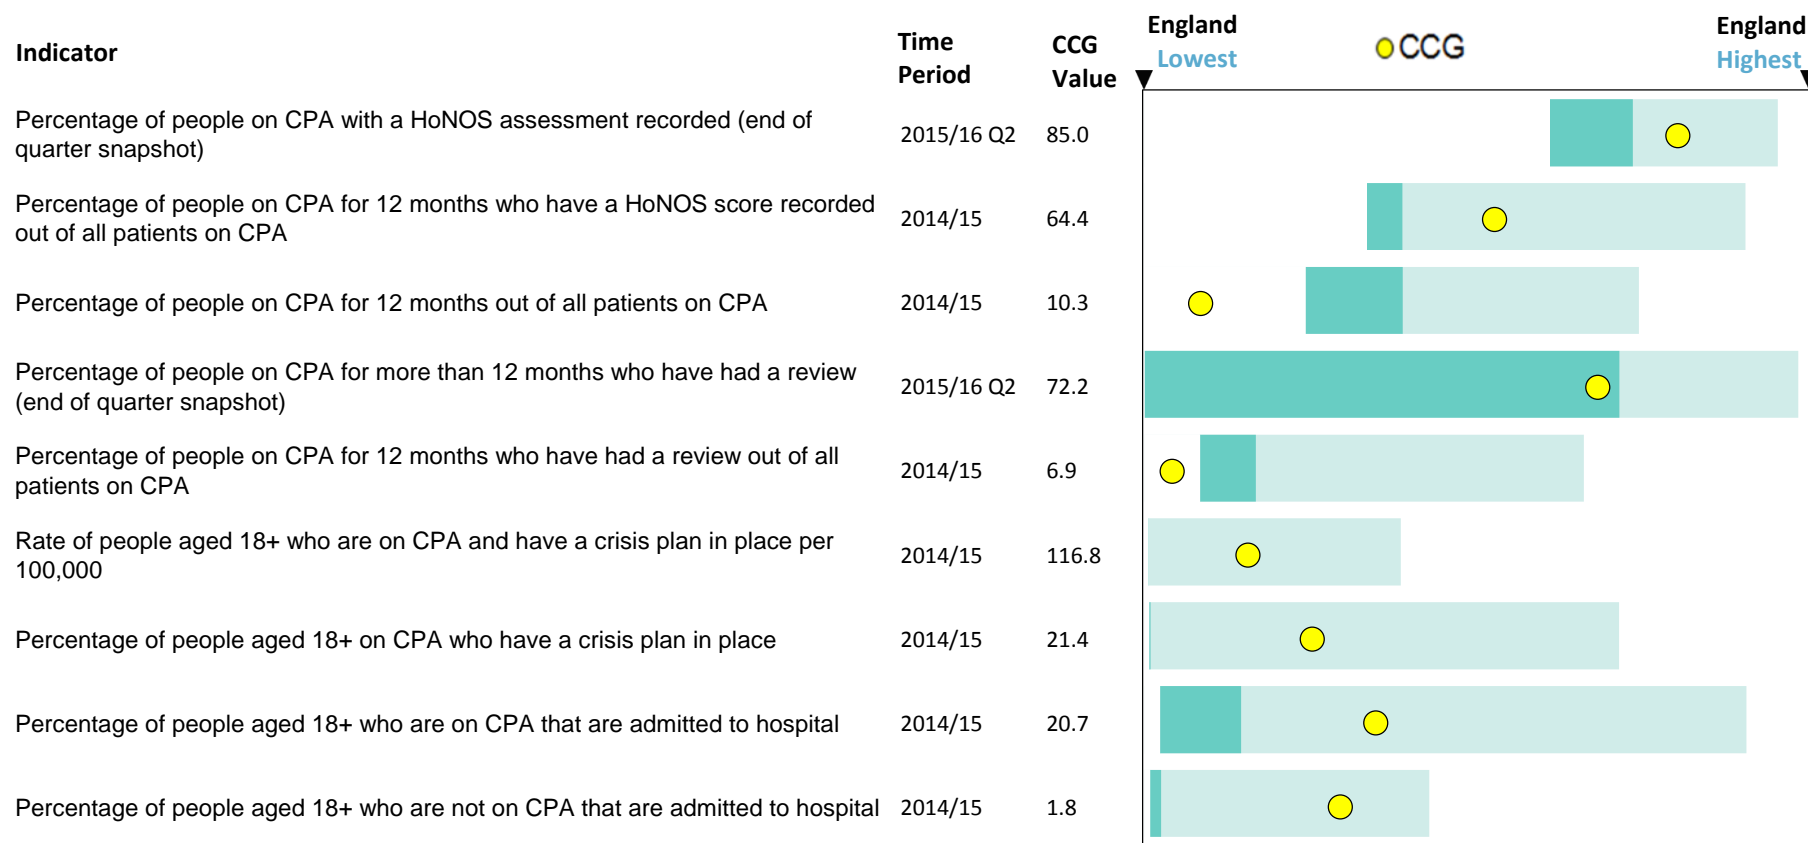 Indicator
Time
Period
CCG
Value
England
Lowest
CCG
England
Highest
Percentage of people on CPA with a HoNOS assessment recorded (end of
quarter snapshot)
2015/16 Q2
85.0
Percentage of people on CPA for 12 months who have a HoNOS score recorded
out of all patients on CPA
2014/15
64.4
Percentage of people on CPA for 12 months out of all patients on CPA
2014/15
10.3
Percentage of people on CPA for more than 12 months who have had a review
(end of quarter snapshot)
2015/16 Q2
72.2
Percentage of people on CPA for 12 months who have had a review out of all
patients on CPA
2014/15
6.9
Rate of people aged 18+ who are on CPA and have a crisis plan in place per
100,000
2014/15
116.8
Percentage of people aged 18+ on CPA who have a crisis plan in place
2014/15
21.4
Percentage of people aged 18+ who are on CPA that are admitted to hospital
2014/15
20.7
Percentage of people aged 18+ who are not on CPA that are admitted to hospital
2014/15
1.8